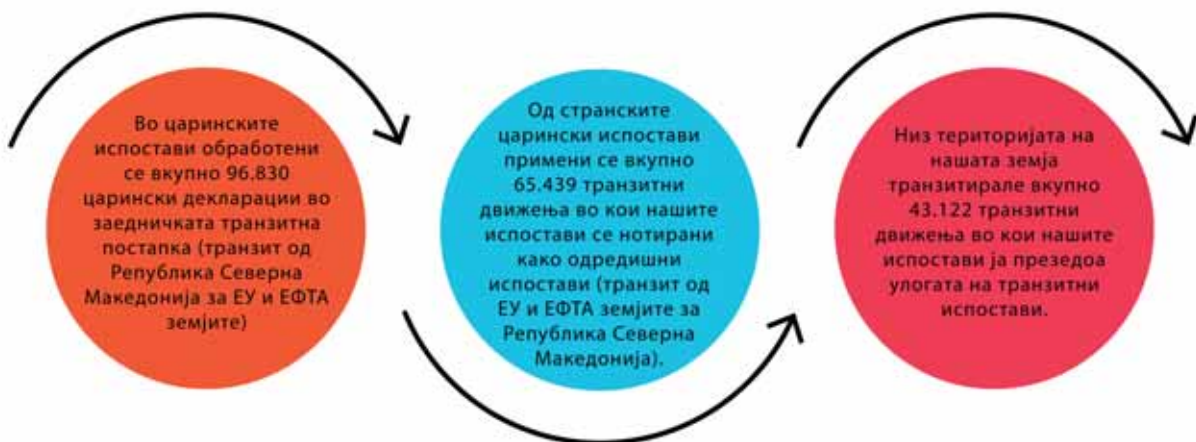 Во царинските
испостави обработени
се вкупно 96.830
царински декларации во
заедничката транзитна
постапка (транзит од
Република Северна
Македонија за ЕУ и ЕФТА
земјите)
Од странските
царински испостави
примени се вкупно
65.439 транзитни
движења во кои нашите
испостави се нотирани
како одредишни
испостави (транзит од
ЕУ и ЕФТА земјите за
Република Северна
Македонија).
Низ територијата на
нашата земја
транзитирале вкупно
43.122 транзитни
движења во кои нашите
испостави ја презедоа
улогата на транзитни
испостави.